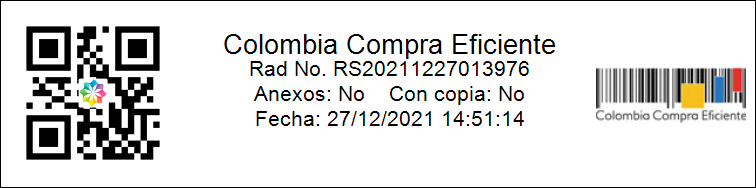 Colombia Compra Eficiente
Rad No. RS20211227013976
Anexos: No    Con copia: No
Fecha: 27/12/2021 14:51:14
Colombia Compra Eficiente